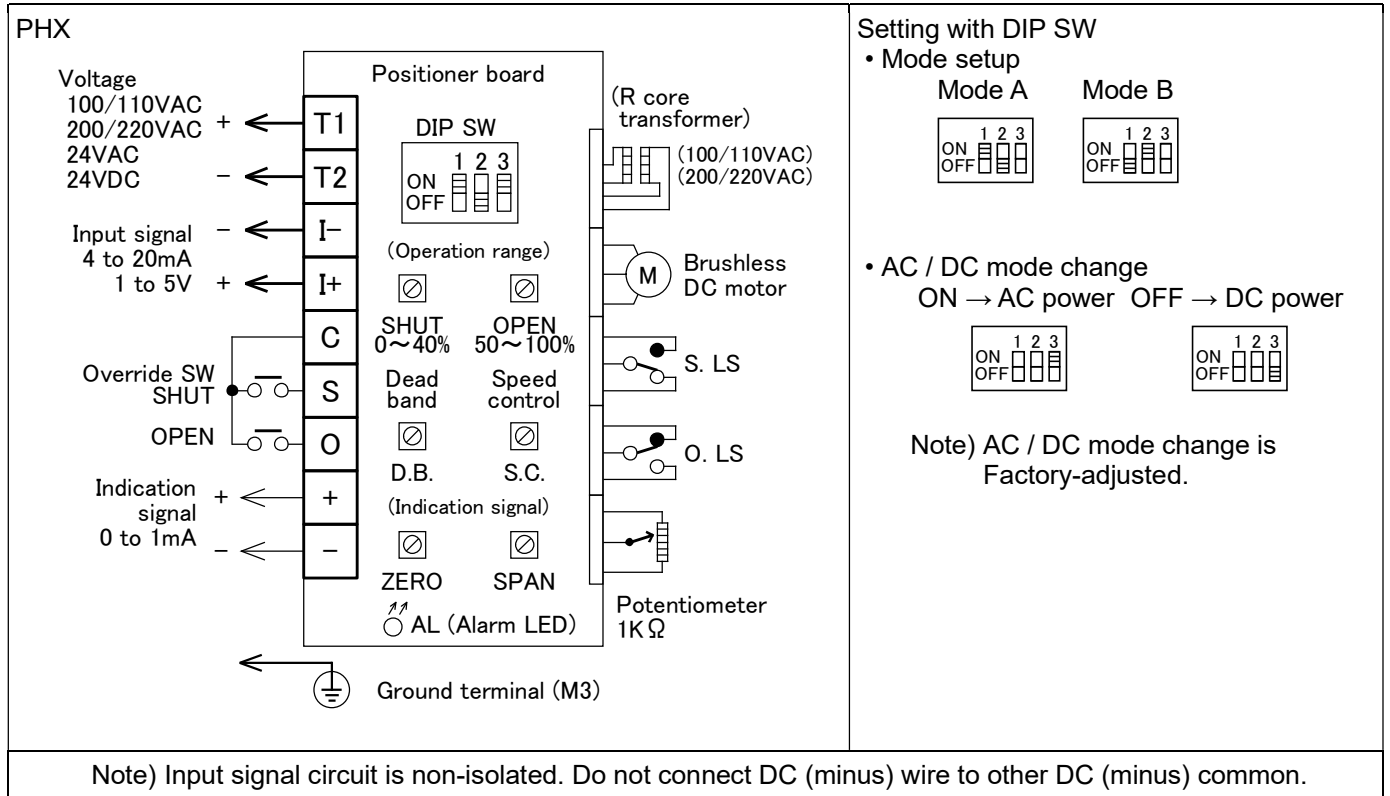 PHX
Positioner board
Voltage
100/110VAC
200/220VAC
24VAC
24VDC
+
−
T1
T2
DIP SW
1 2 3
ON
OFF
(R core
transformer)
(100/110VAC)
(200/220VAC)
Input signal
4 to 20mA
1 to 5V
−
+
I−
I+
(Operation range)
SHUT
0～40%
OPEN
50～100%
M
Brushless
DC motor
Override SW
SHUT
OPEN
C
S
O
Dead
band
Speed
control
D.B.
S.C.
S. LS
O. LS
Indication
signal
0 to 1mA
+
−
+
−
(Indication signal)
ZERO
SPAN
AL (Alarm LED)
Potentiometer
1KΩ
Ground terminal (M3)
Setting with DIP SW
• Mode setup
Mode A Mode B
1 2 3
ON
OFF
1 2 3
ON
OFF
• AC / DC mode change
ON → AC power OFF → DC power
1 2 3
ON
OFF
1 2 3
ON
OFF
Note) AC / DC mode change is
Factory-adjusted.
Note) Input signal circuit is non-isolated. Do not connect DC (minus) wire to other DC (minus) common.